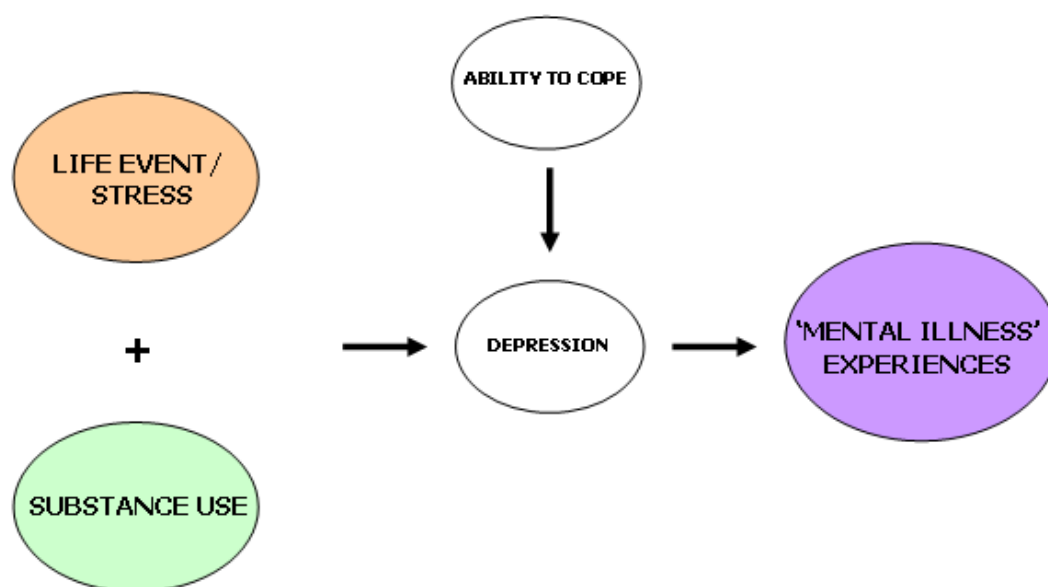 ABILITY TO COPE
LIFE EVENT/
STRESS
+
DEPRESSION
'MENTAL ILLNESS'
EXPERIENCES
SUBSTANCE USE